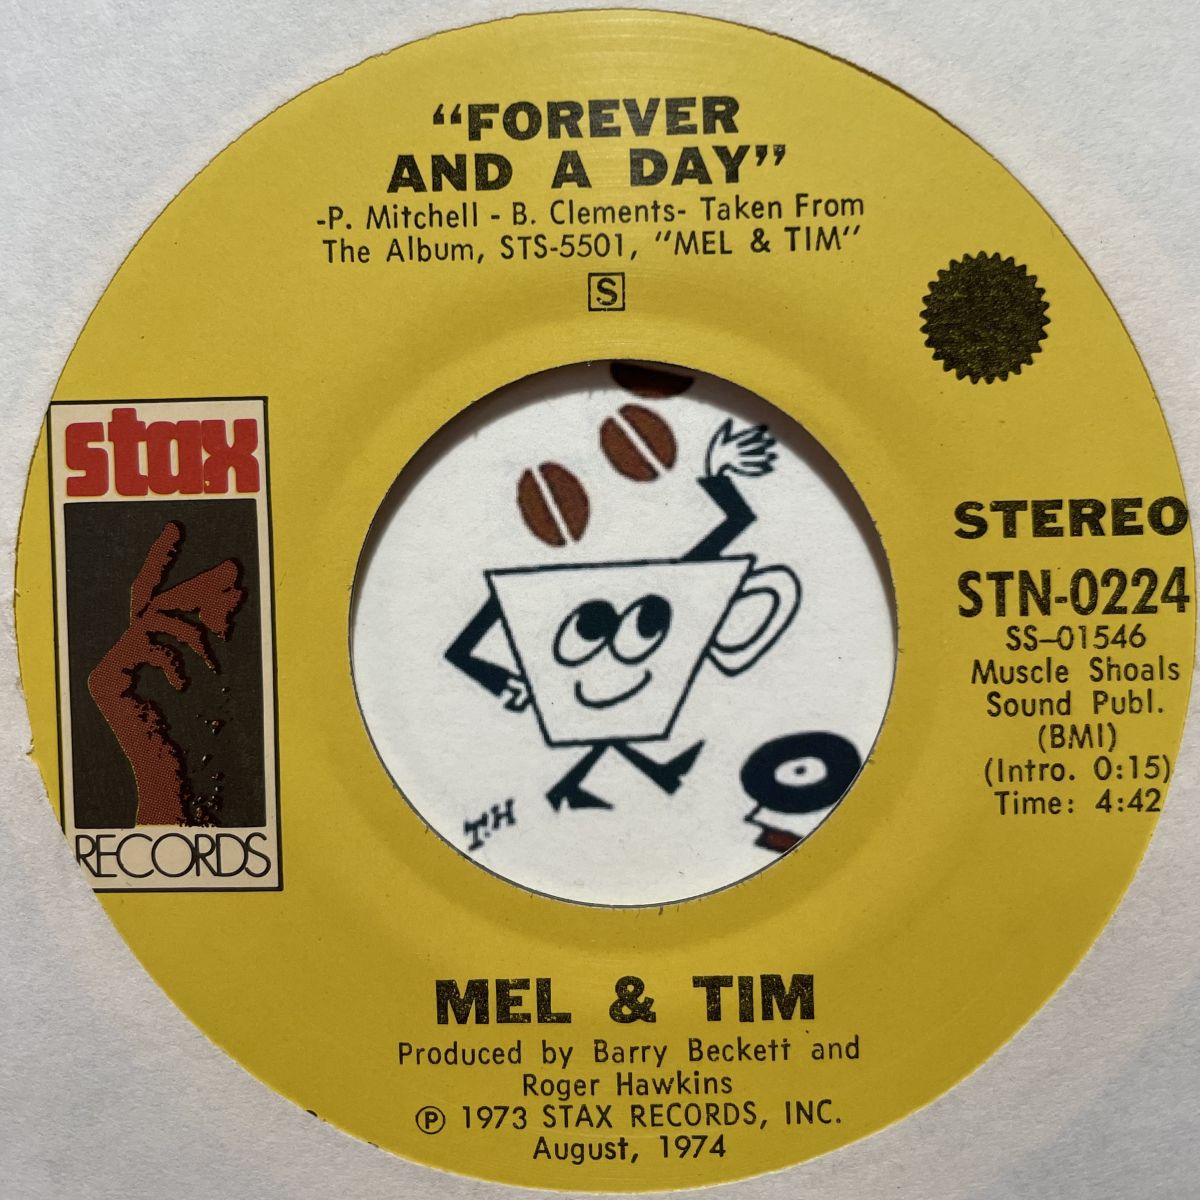 "FOREVER
AND A DAY"
-P. Mitchell - B. Clements- Taken From
The Album, STS-5501, "MEL & TIM"
S
stax
RECORDS
STEREO
STN-0224
SS-01546
Muscle Shoals
Sound Publ.
(BMI)
(Intro. 0:15)
Time: 4:42
T.H
MEL & TIM
Produced by Barry Beckett and
Roger Hawkins
℗ 1973 STAX RECORDS, INC.
August, 1974